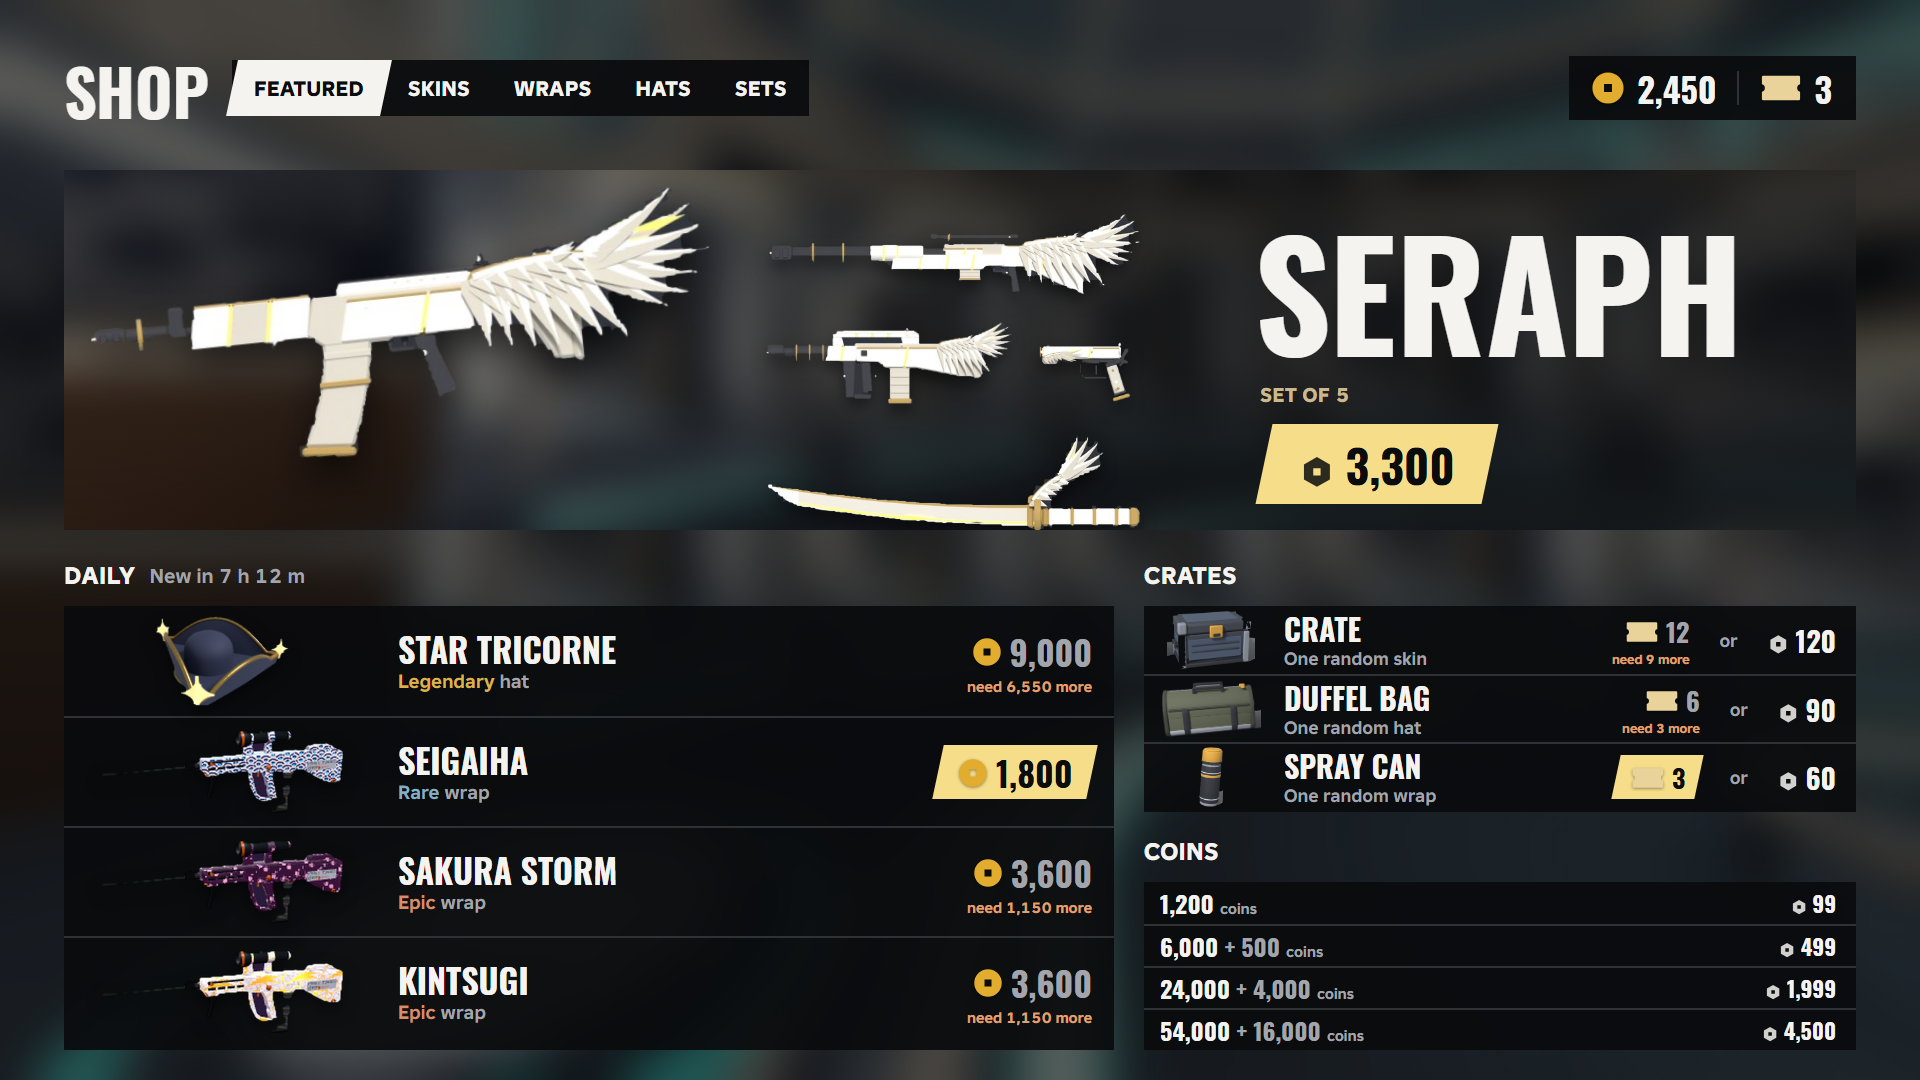 SHOP
FEATURED
SKINS
WRAPS
HATS
SETS
2,450
3
SERAPH
SET OF 5
3,300
DAILY New in 7 h 12 m
STAR TRICORNE
Legendary hat
9,000
need 6,550 more
SEIGAIHA
Rare wrap
1,800
SAKURA STORM
Epic wrap
3,600
need 1,150 more
KINTSUGI
Epic wrap
3,600
need 1,150 more
CRATES
CRATE
One random skin
12
need 9 more
or
120
DUFFEL BAG
One random hat
6
need 3 more
or
90
SPRAY CAN
One random wrap
3
or
60
COINS
1,200 coins
99
6,000 + 500 coins
499
24,000 + 4,000 coins
1,999
54,000 + 16,000 coins
4,500